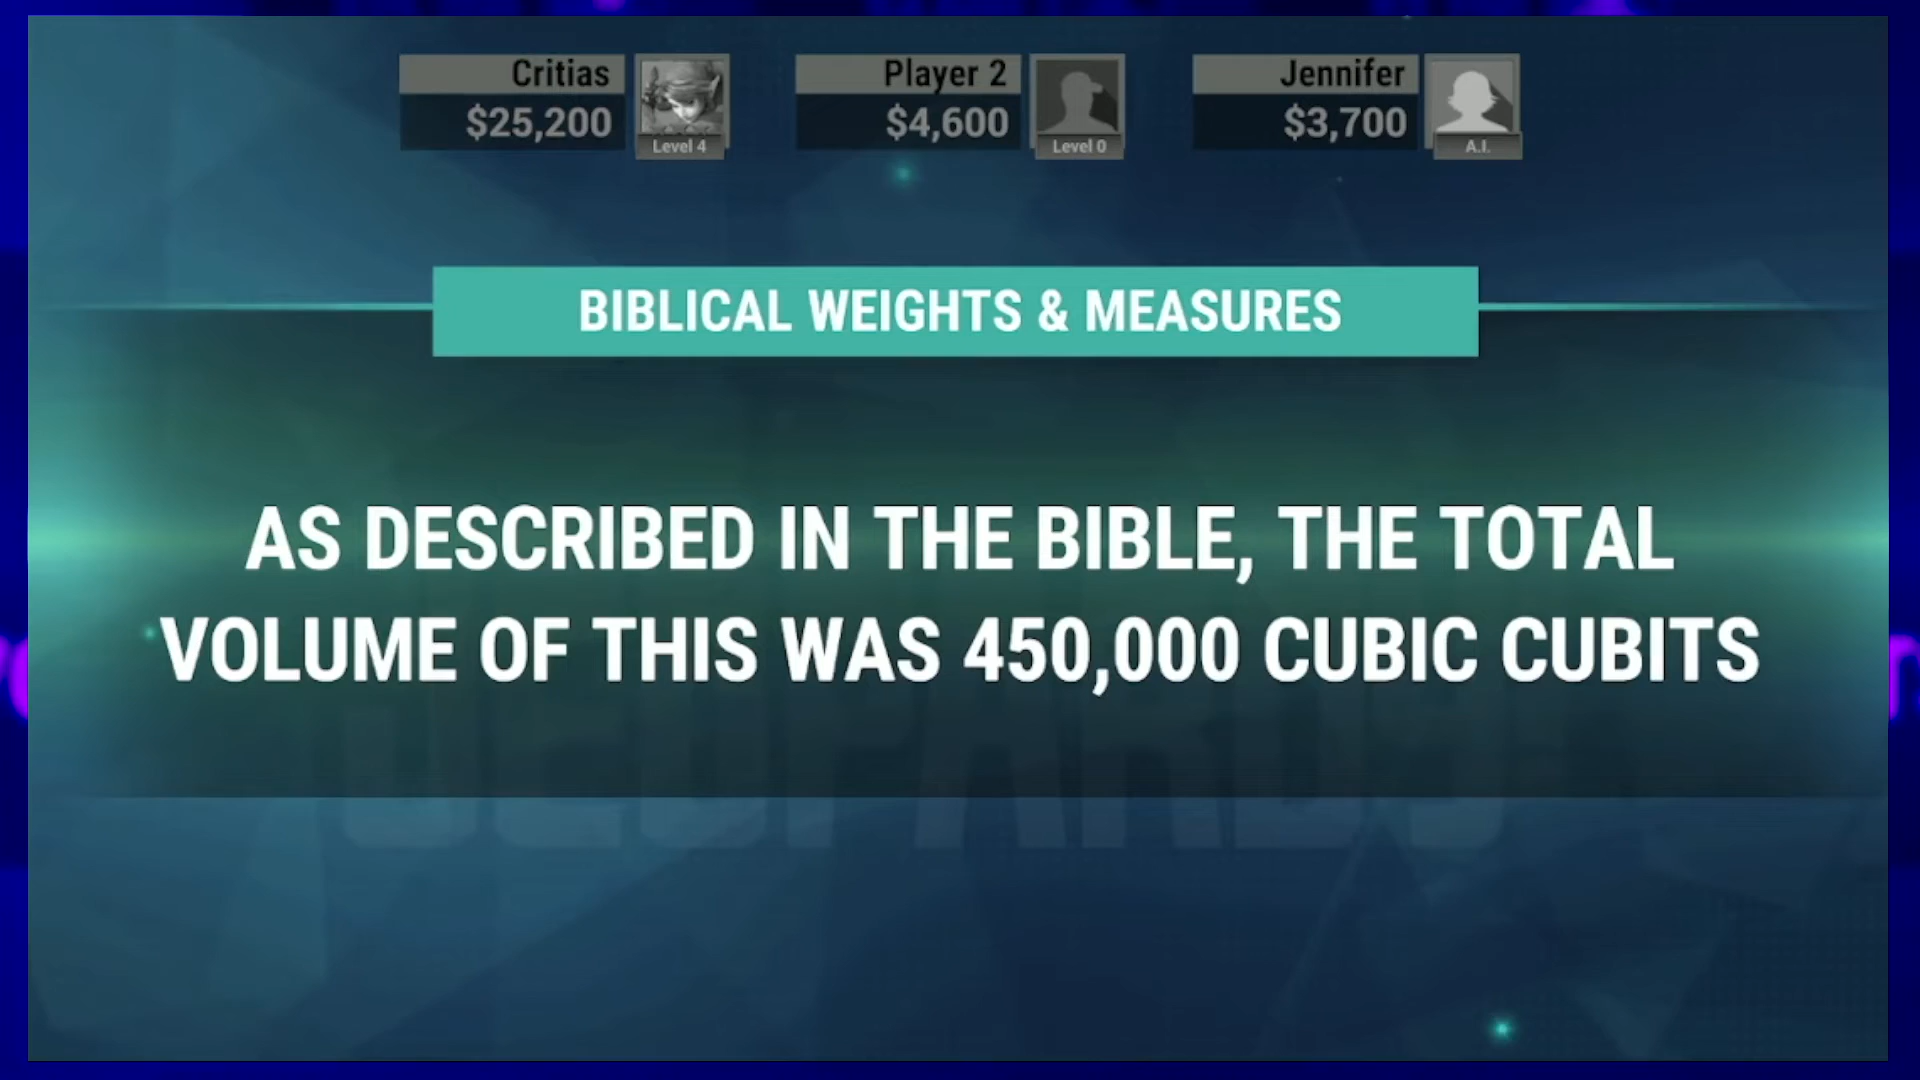 Critias
$25,200
Level 4
Player 2
$4,600
Level 0
Jennifer
$3,700
A.I.
BIBLICAL WEIGHTS & MEASURES
AS DESCRIBED IN THE BIBLE, THE TOTAL
VOLUME OF THIS WAS 450,000 CUBIC CUBITS
JEOPARDY!